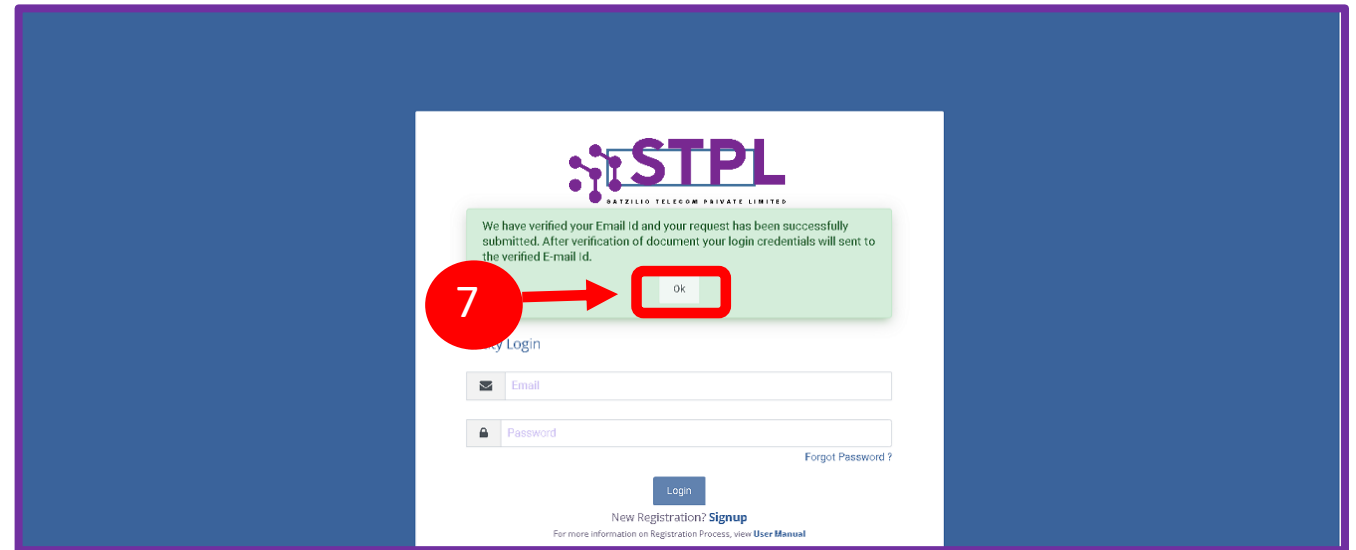 STPL
SATZILIO TELECOM PRIVATE LIMITED
We have verified your Email Id and your request has been successfully
submitted. After verification of document your login credentials will sent to
the verified E-mail Id.
Ok
7
Login
Email
Password
Forgot Password ?
Login
New Registration? Signup
For more information on Registration Process, view User Manual